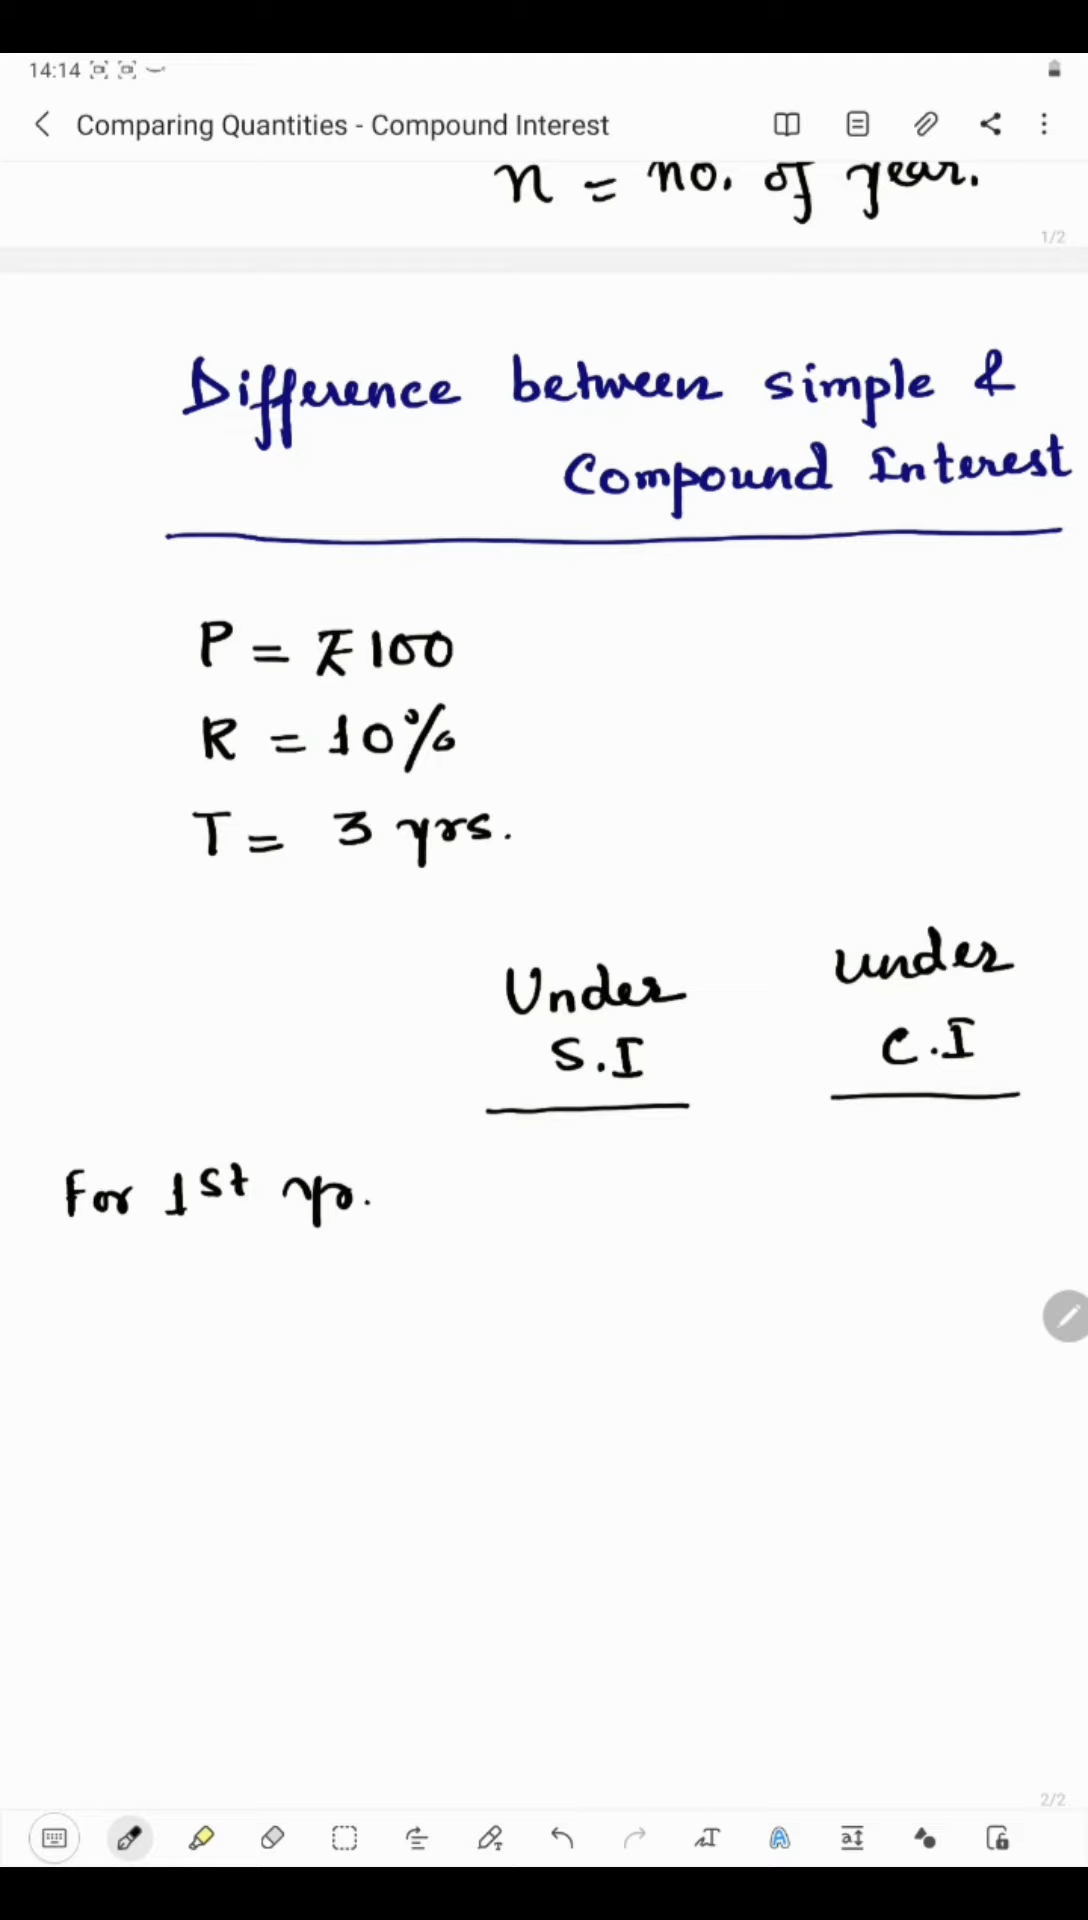 14:14
Comparing Quantities - Compound Interest
n = no. of year.
1/2
Difference between simple &
Compound Interest
P = ₹100
R = 10%
T = 3 yrs.
Under under
S.I C.I
For 1st yr.
2/2